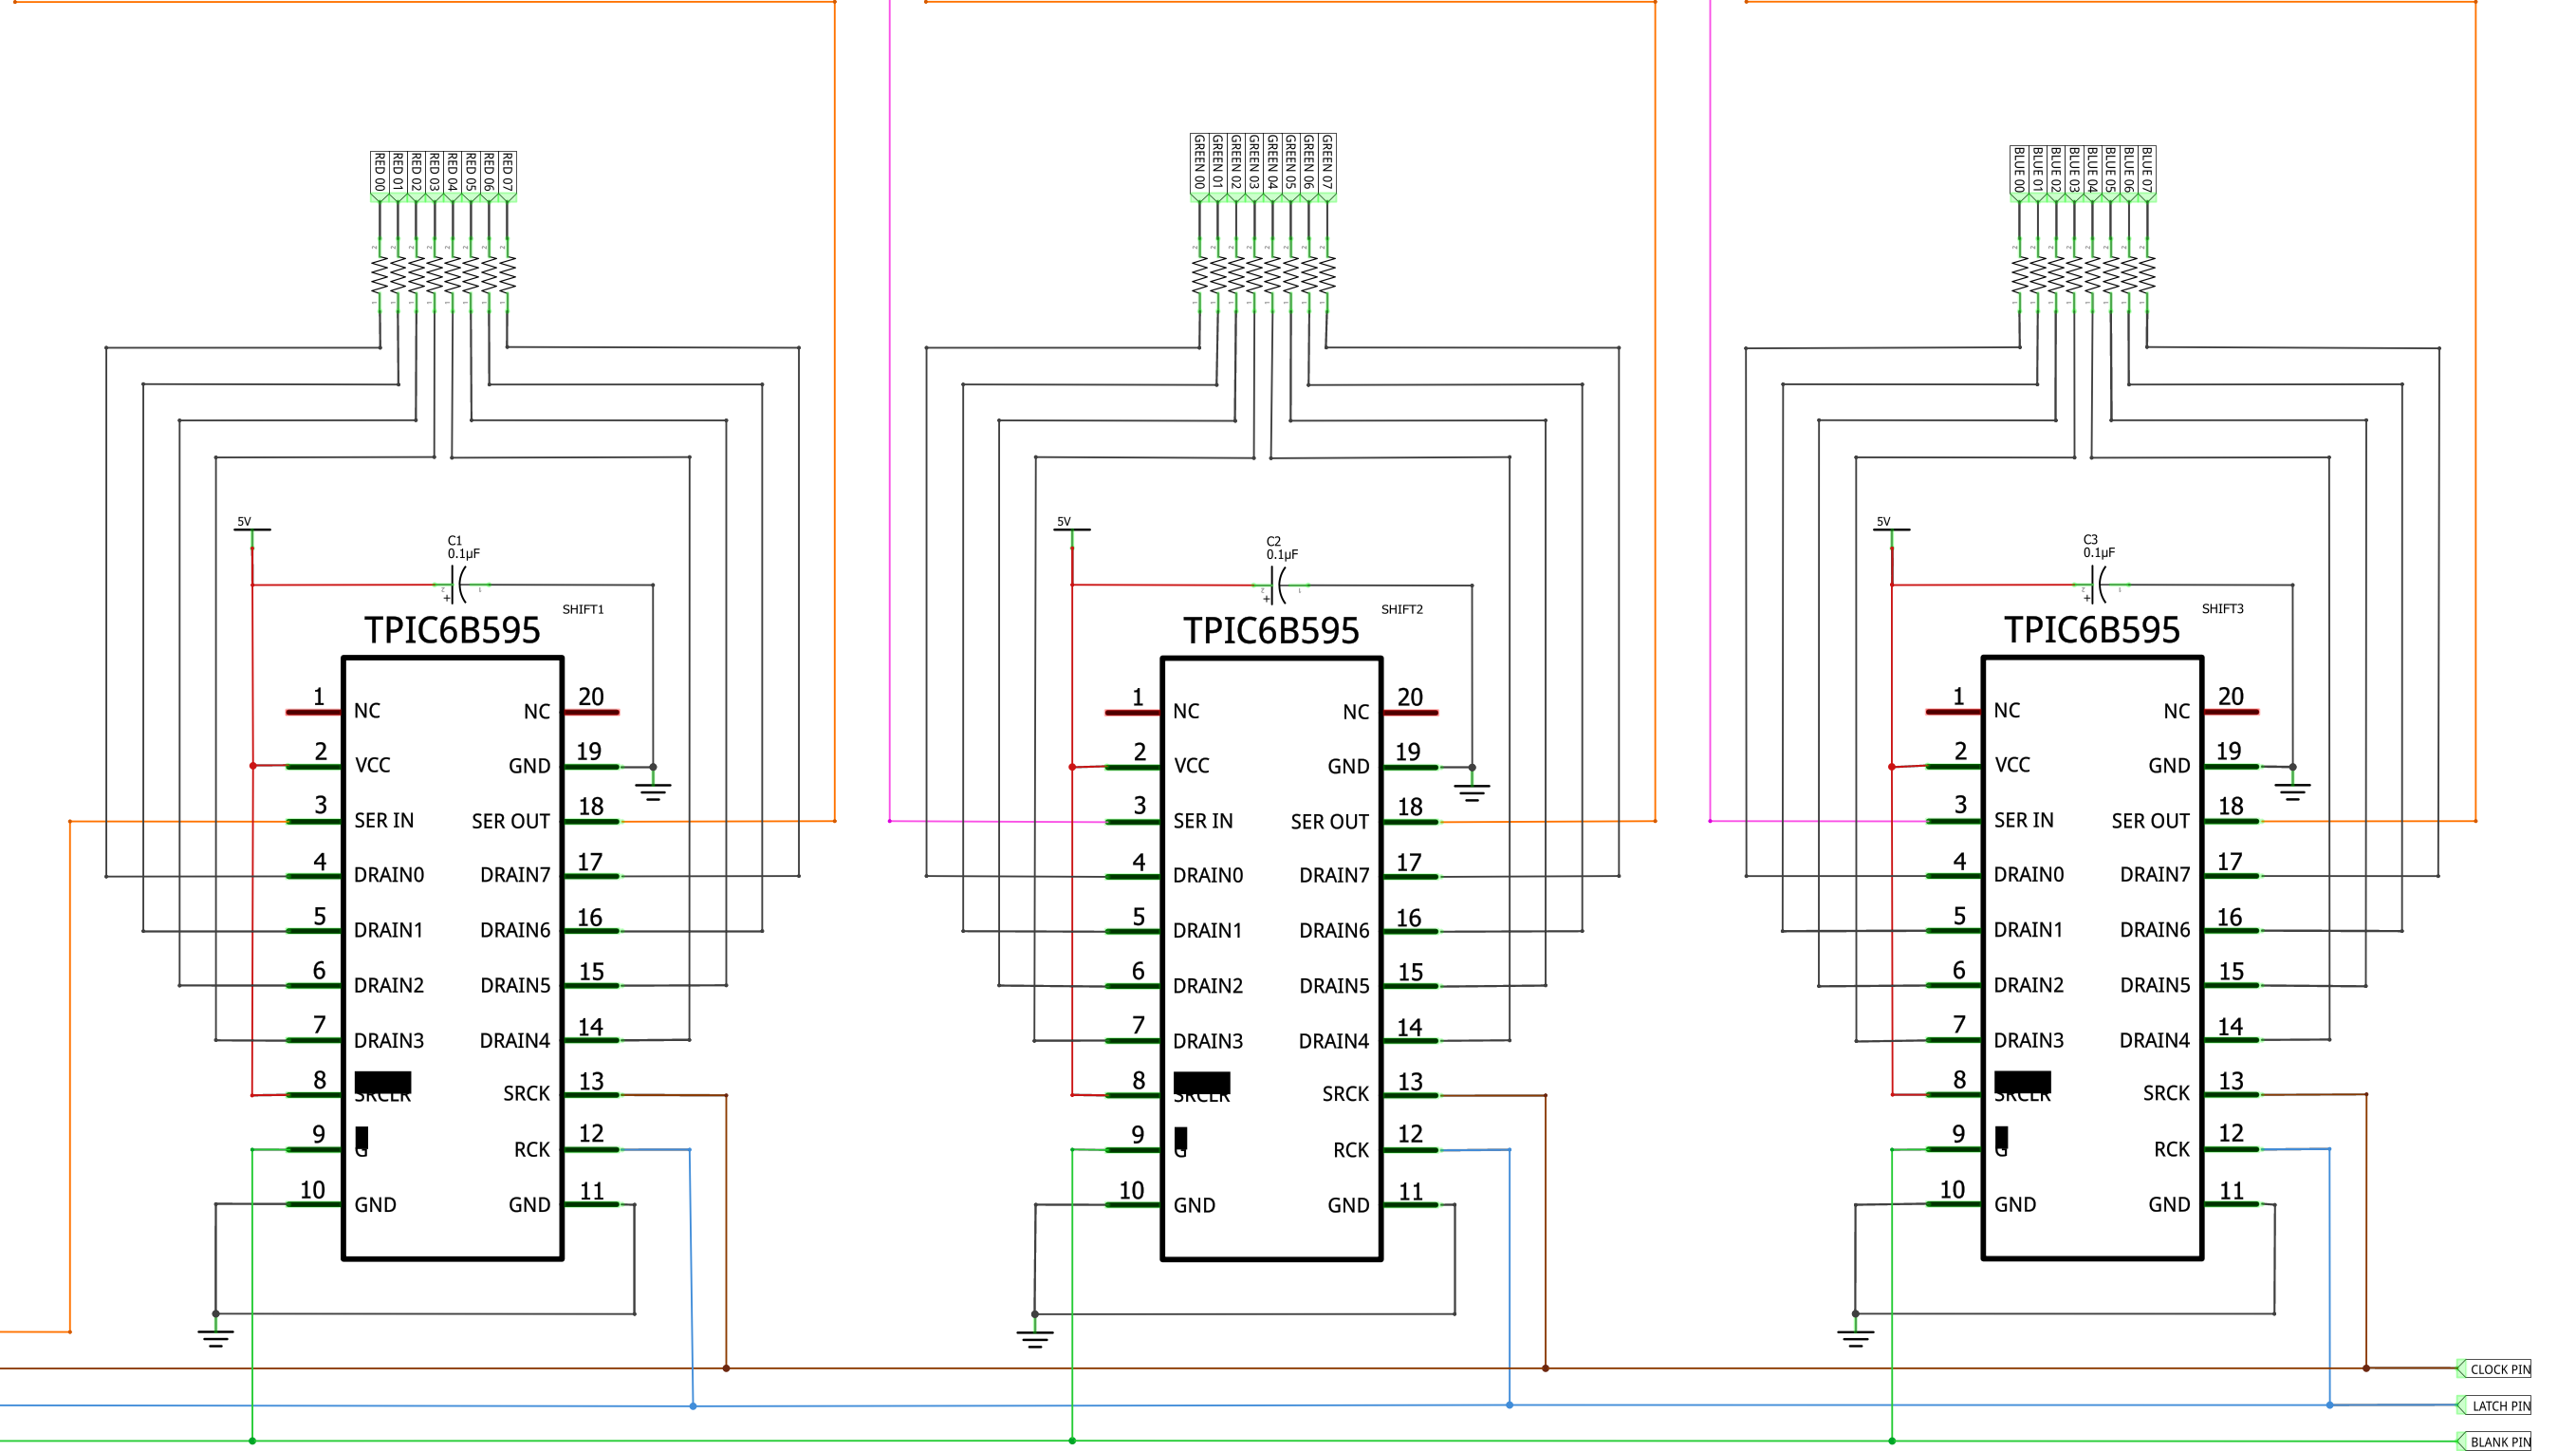 RED 00
RED 01
RED 02
RED 03
RED 04
RED 05
RED 06
RED 07
GREEN 00
GREEN 01
GREEN 02
GREEN 03
GREEN 04
GREEN 05
GREEN 06
GREEN 07
BLUE 00
BLUE 01
BLUE 02
BLUE 03
BLUE 04
BLUE 05
BLUE 06
BLUE 07
5V
C1
0.1µF
+
SHIFT1
TPIC6B595
1 NC NC 20
2 VCC GND 19
3 SER IN SER OUT 18
4 DRAIN0 DRAIN7 17
5 DRAIN1 DRAIN6 16
6 DRAIN2 DRAIN5 15
7 DRAIN3 DRAIN4 14
8 SRCLR SRCK 13
9 G RCK 12
10 GND GND 11
5V
C2
0.1µF
+
SHIFT2
TPIC6B595
1 NC NC 20
2 VCC GND 19
3 SER IN SER OUT 18
4 DRAIN0 DRAIN7 17
5 DRAIN1 DRAIN6 16
6 DRAIN2 DRAIN5 15
7 DRAIN3 DRAIN4 14
8 SRCLR SRCK 13
9 G RCK 12
10 GND GND 11
5V
C3
0.1µF
+
SHIFT3
TPIC6B595
1 NC NC 20
2 VCC GND 19
3 SER IN SER OUT 18
4 DRAIN0 DRAIN7 17
5 DRAIN1 DRAIN6 16
6 DRAIN2 DRAIN5 15
7 DRAIN3 DRAIN4 14
8 SRCLR SRCK 13
9 G RCK 12
10 GND GND 11
CLOCK PIN
LATCH PIN
BLANK PIN